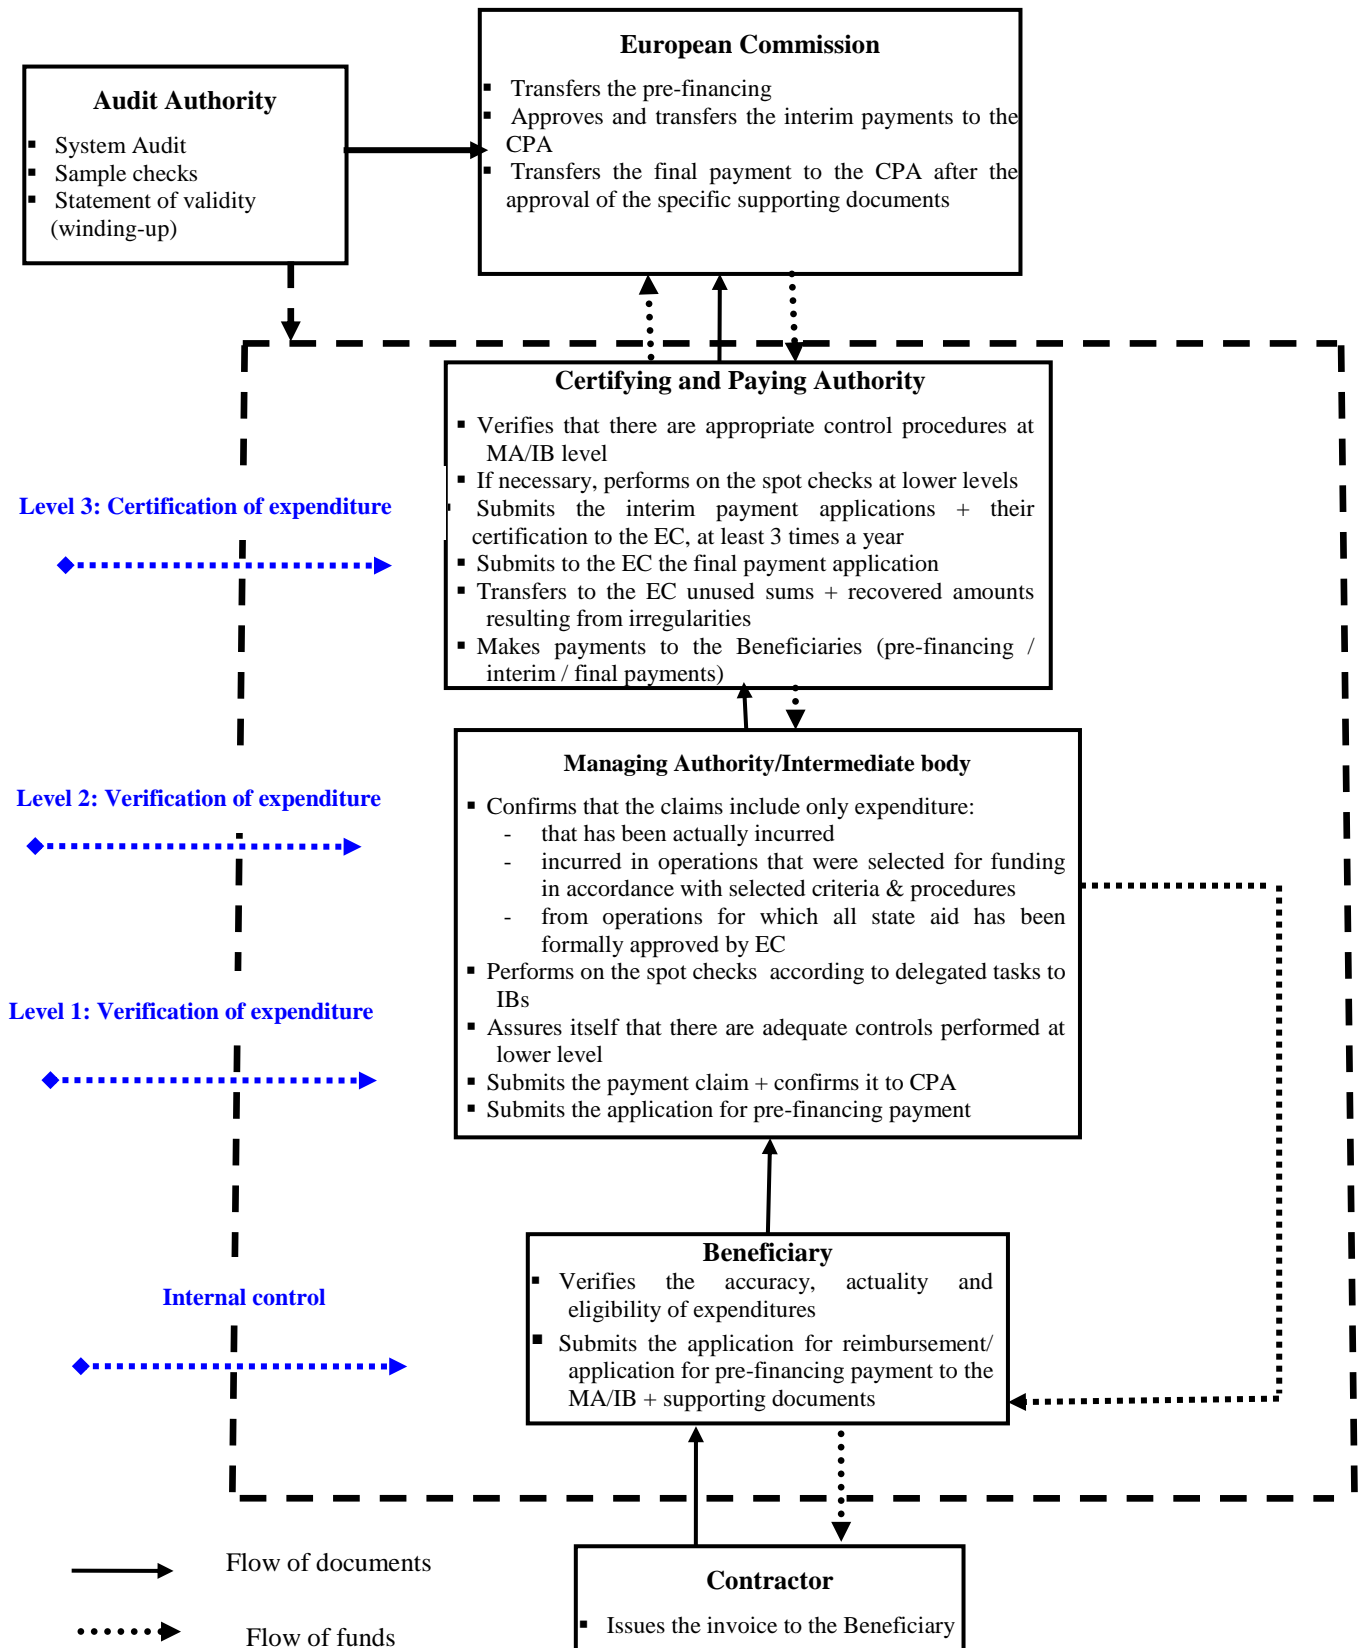 European Commission
▪ Transfers the pre-financing
▪ Approves and transfers the interim payments to the
CPA
▪ Transfers the final payment to the CPA after the
approval of the specific supporting documents
Audit Authority
▪ System Audit
▪ Sample checks
▪ Statement of validity
(winding-up)
Certifying and Paying Authority
▪ Verifies that there are appropriate control procedures at
MA/IB level
▪ If necessary, performs on the spot checks at lower levels
▪ Submits the interim payment applications + their
certification to the EC, at least 3 times a year
▪ Submits to the EC the final payment application
▪ Transfers to the EC unused sums + recovered amounts
resulting from irregularities
▪ Makes payments to the Beneficiaries (pre-financing /
interim / final payments)
Level 3: Certification of expenditure
Managing Authority/Intermediate body
▪ Confirms that the claims include only expenditure:
- that has been actually incurred
- incurred in operations that were selected for funding
in accordance with selected criteria & procedures
- from operations for which all state aid has been
formally approved by EC
▪ Performs on the spot checks according to delegated tasks to
IBs
▪ Assures itself that there are adequate controls performed at
lower level
▪ Submits the payment claim + confirms it to CPA
▪ Submits the application for pre-financing payment
Level 2: Verification of expenditure
Level 1: Verification of expenditure
Beneficiary
▪ Verifies the accuracy, actuality and
eligibility of expenditures
▪ Submits the application for reimbursement/
application for pre-financing payment to the
MA/IB + supporting documents
Internal control
Contractor
▪ Issues the invoice to the Beneficiary
Flow of documents
Flow of funds